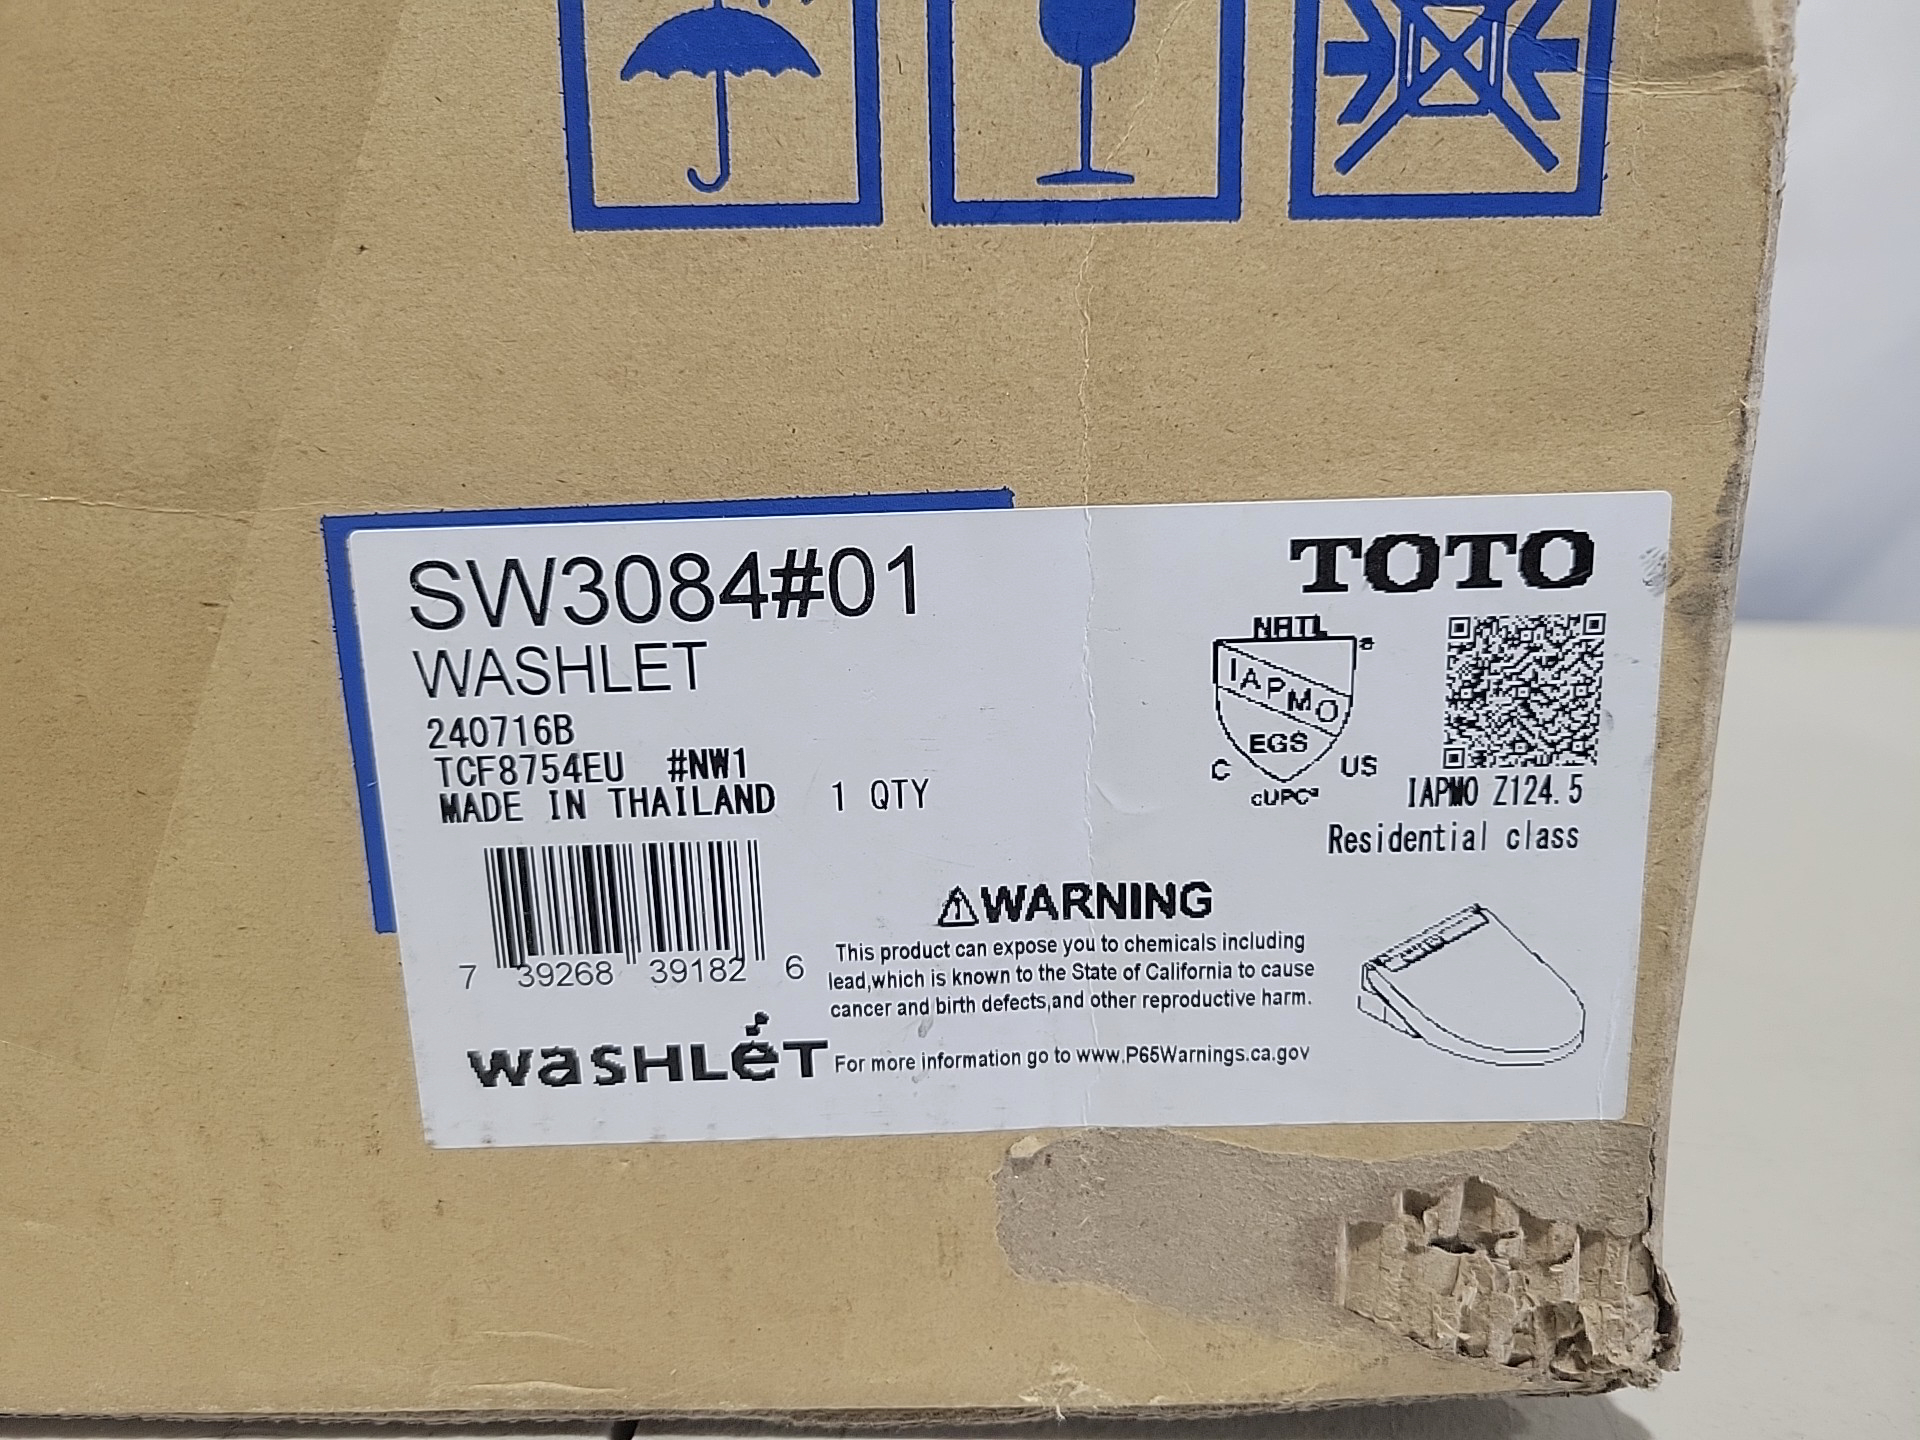 SW3084#01
WASHLET
240716B
TCF8754EU #NW1
MADE IN THAILAND 1 QTY
7 39268 39182 6
WASHLET
TOTO
NRTL
®
IAPMO
EGS
C US
cUPC®
IAPMO Z124.5
Residential class
⚠WARNING
This product can expose you to chemicals including
lead,which is known to the State of California to cause
cancer and birth defects,and other reproductive harm.
For more information go to www.P65Warnings.ca.gov